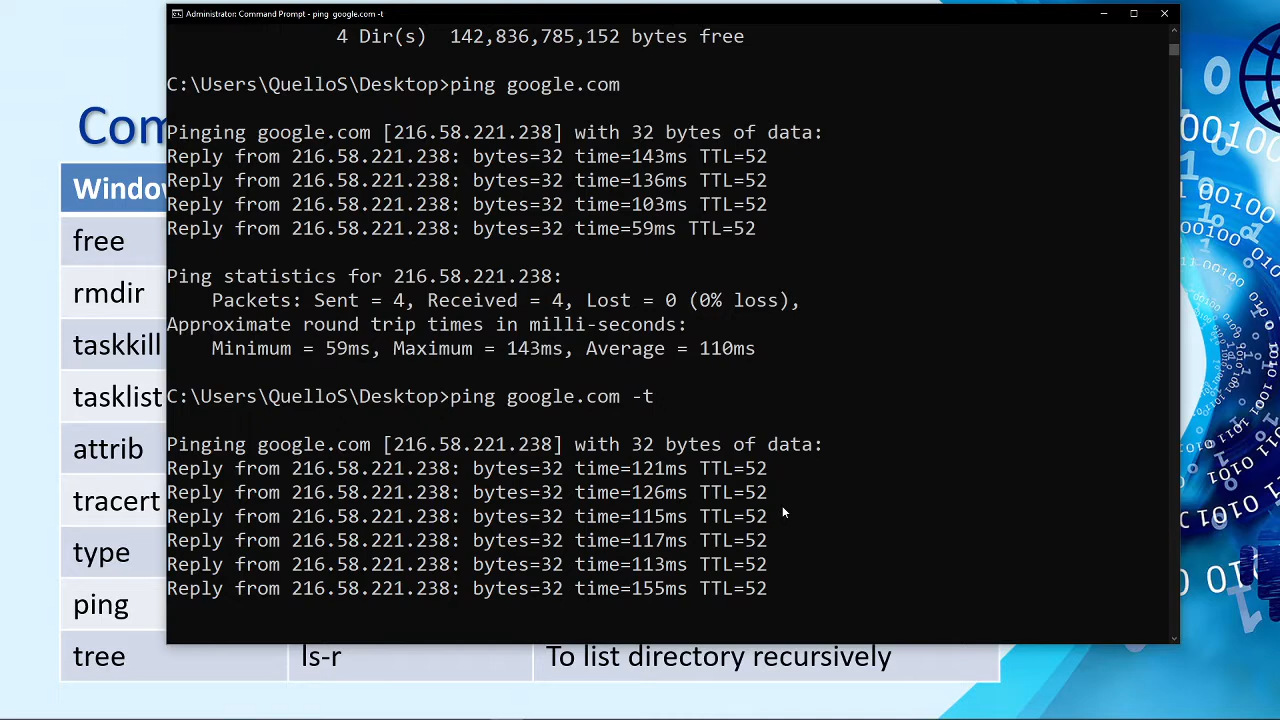 Administrator: Command Prompt - ping google.com -t
4 Dir(s) 142,836,785,152 bytes free
C:\Users\QuelloS\Desktop>ping google.com
Pinging google.com [216.58.221.238] with 32 bytes of data:
Reply from 216.58.221.238: bytes=32 time=143ms TTL=52
Reply from 216.58.221.238: bytes=32 time=136ms TTL=52
Reply from 216.58.221.238: bytes=32 time=103ms TTL=52
Reply from 216.58.221.238: bytes=32 time=59ms TTL=52
Ping statistics for 216.58.221.238:
Packets: Sent = 4, Received = 4, Lost = 0 (0% loss),
Approximate round trip times in milli-seconds:
Minimum = 59ms, Maximum = 143ms, Average = 110ms
C:\Users\QuelloS\Desktop>ping google.com -t
Pinging google.com [216.58.221.238] with 32 bytes of data:
Reply from 216.58.221.238: bytes=32 time=121ms TTL=52
Reply from 216.58.221.238: bytes=32 time=126ms TTL=52
Reply from 216.58.221.238: bytes=32 time=115ms TTL=52
Reply from 216.58.221.238: bytes=32 time=117ms TTL=52
Reply from 216.58.221.238: bytes=32 time=113ms TTL=52
Reply from 216.58.221.238: bytes=32 time=155ms TTL=52
Com
Window
free
rmdir
taskkill
tasklist
attrib
tracert
type
ping
tree ls-r To list directory recursively